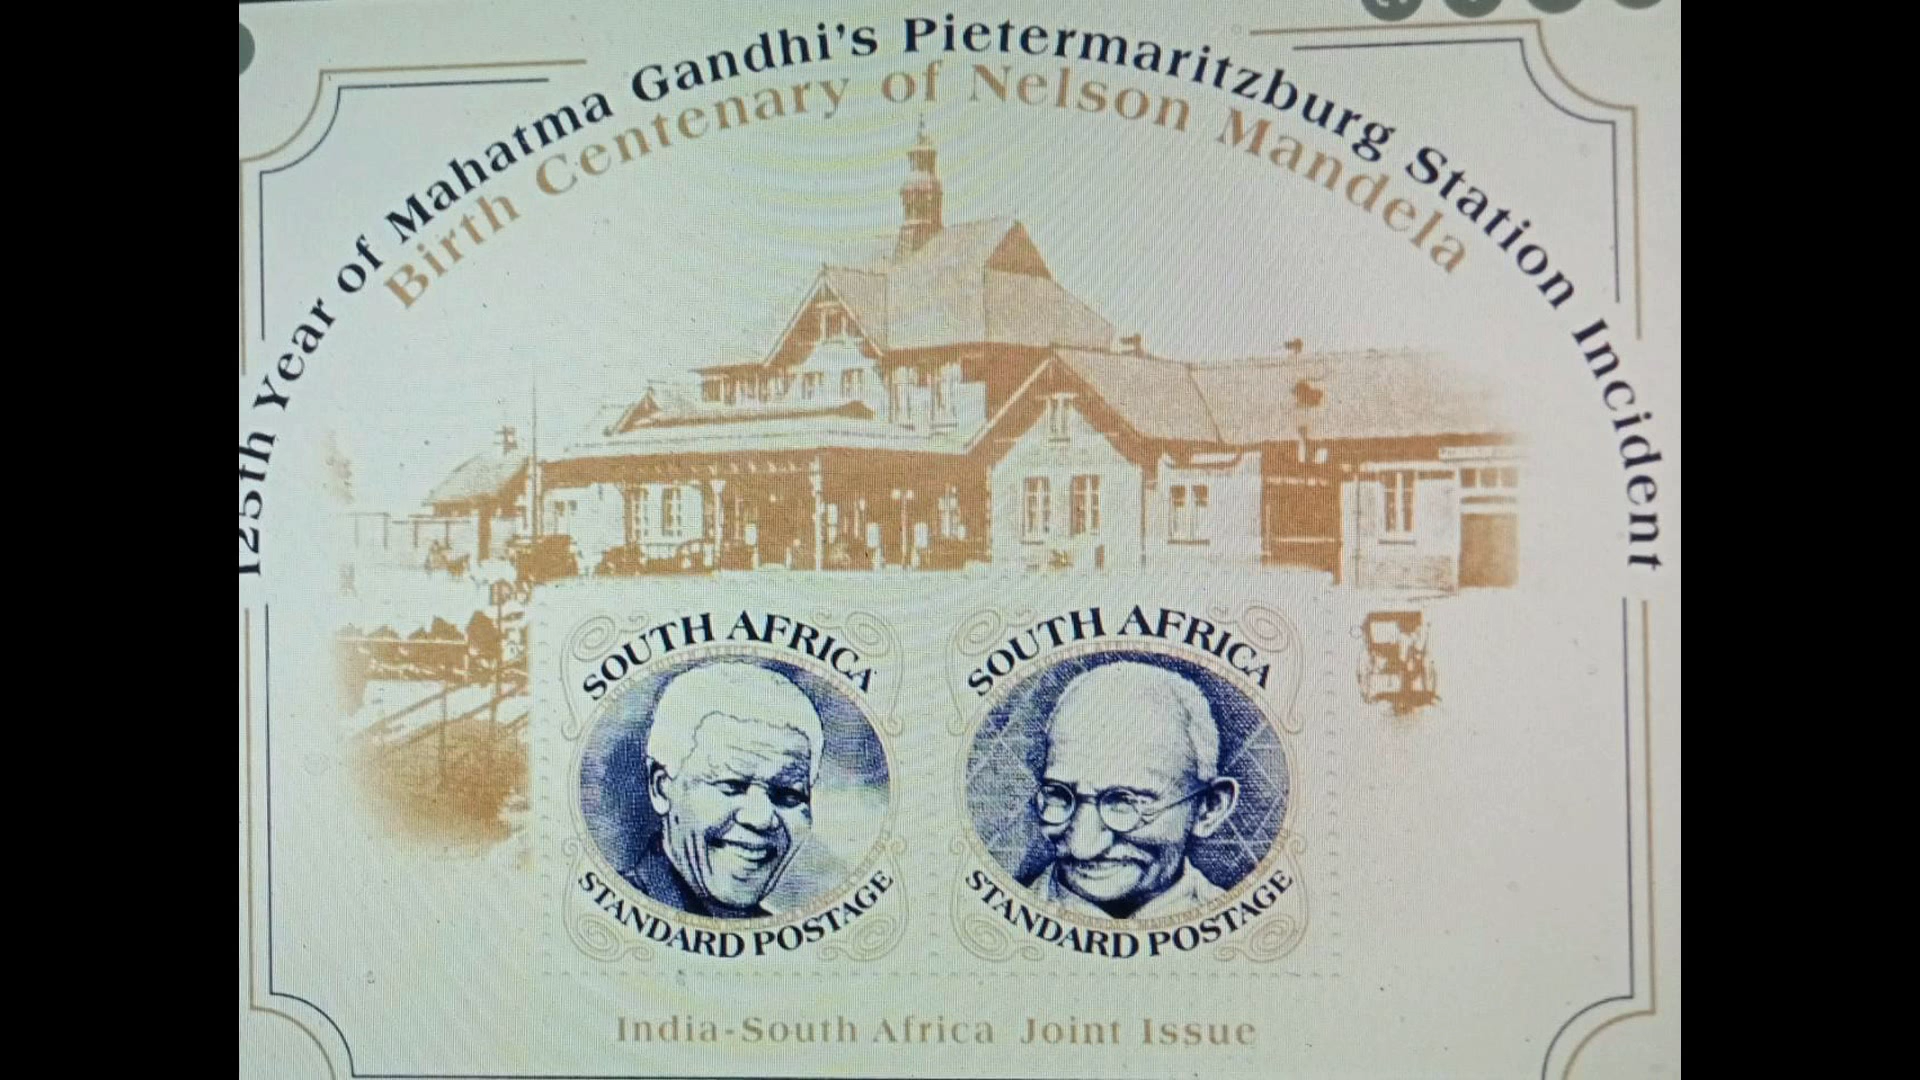 125th Year of Mahatma Gandhi's Pietermaritzburg Station Incident
Birth Centenary of Nelson Mandela
SOUTH AFRICA
STANDARD POSTAGE
SOUTH AFRICA
STANDARD POSTAGE
India-South Africa Joint Issue